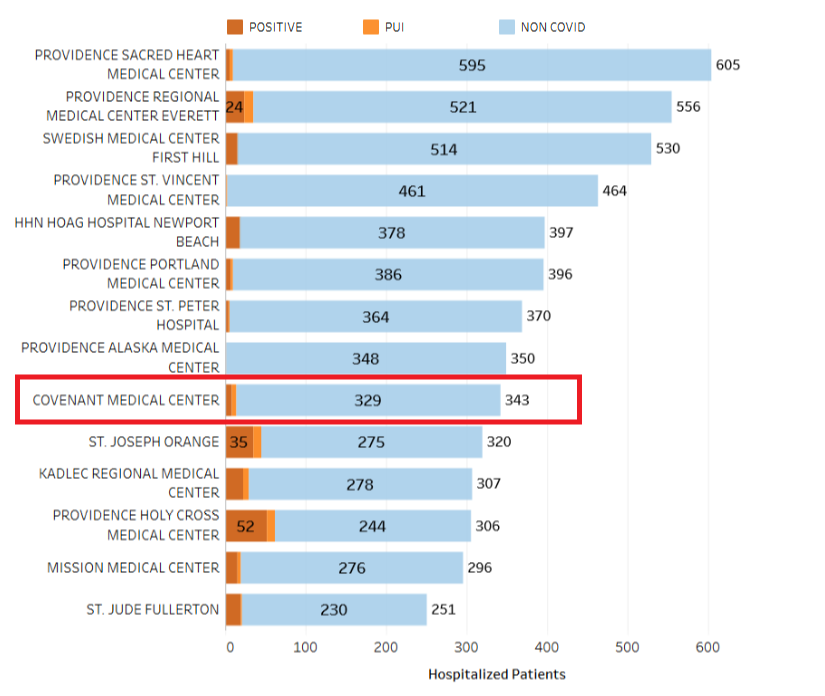 POSITIVE PUI NON COVID
PROVIDENCE SACRED HEART
MEDICAL CENTER
595 605
PROVIDENCE REGIONAL
MEDICAL CENTER EVERETT
24 521 556
SWEDISH MEDICAL CENTER
FIRST HILL
514 530
PROVIDENCE ST. VINCENT
MEDICAL CENTER
461 464
HHN HOAG HOSPITAL NEWPORT
BEACH
378 397
PROVIDENCE PORTLAND
MEDICAL CENTER
386 396
PROVIDENCE ST. PETER
HOSPITAL
364 370
PROVIDENCE ALASKA MEDICAL
CENTER
348 350
COVENANT MEDICAL CENTER 329 343
ST. JOSEPH ORANGE 35 275 320
KADLEC REGIONAL MEDICAL
CENTER
278 307
PROVIDENCE HOLY CROSS
MEDICAL CENTER
52 244 306
MISSION MEDICAL CENTER 276 296
ST. JUDE FULLERTON 230 251
0 100 200 300 400 500 600
Hospitalized Patients